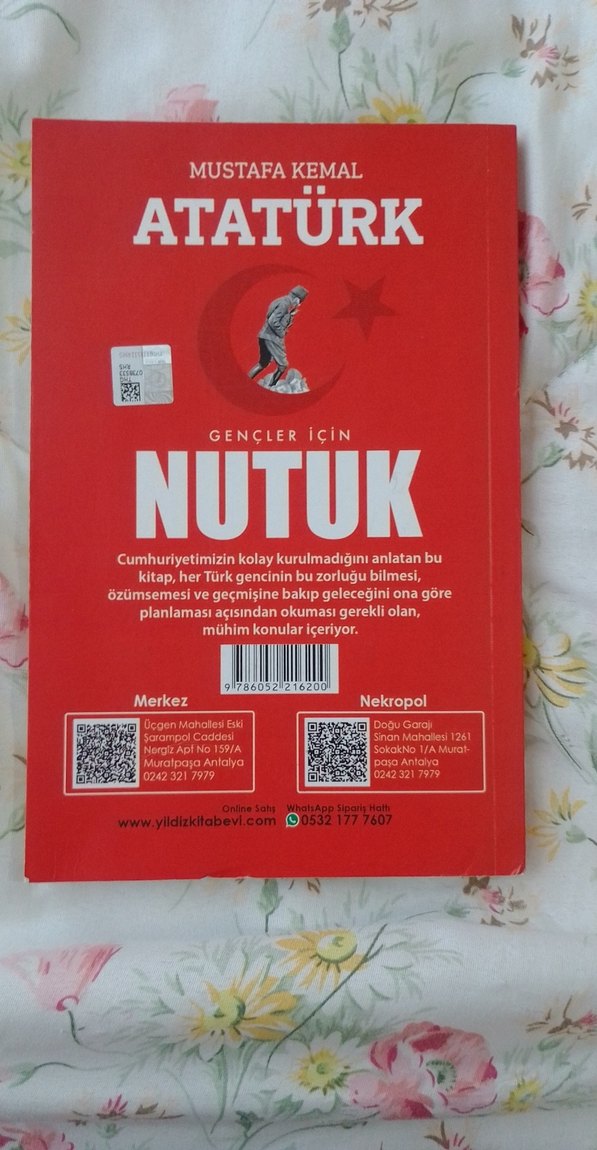 MUSTAFA KEMAL
ATATÜRK
GENÇLER İÇİN
NUTUK
Cumhuriyetimizin kolay kurulmadığını anlatan bu
kitap, her Türk gencinin bu zorluğu bilmesi,
özümsemesi ve geçmişine bakıp geleceğini ona göre
planlaması açısından okuması gerekli olan,
mühim konular içeriyor.
9 786052 216200
Merkez
Üçgen Mahallesi Eski
Şarampol Caddesi
Nergiz Apf No 159/A
Muratpaşa Antalya
0242 321 7979
Nekropol
Doğu Garajı
Sinan Mahallesi 1261
SokakNo 1/A Murat-
paşa Antalya
0242 321 7979
Online Satış WhatsApp Sipariş Hattı
www.yildizkitabevi.com 0532 177 7607